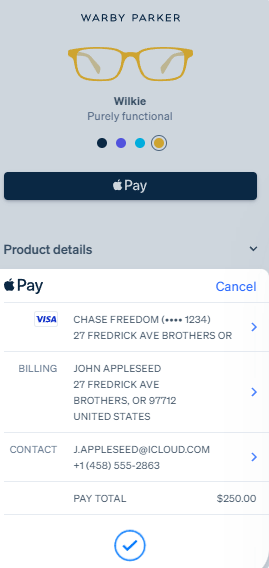 WARBY PARKER
Wilkie
Purely functional
Pay
Product details
Pay
Cancel
VISA
CHASE FREEDOM (•••• 1234)
27 FREDRICK AVE BROTHERS OR
BILLING
JOHN APPLESEED
27 FREDRICK AVE
BROTHERS, OR 97712
UNITED STATES
CONTACT
J.APPLESEED@ICLOUD.COM
+1 (458) 555-2863
PAY TOTAL
$250.00